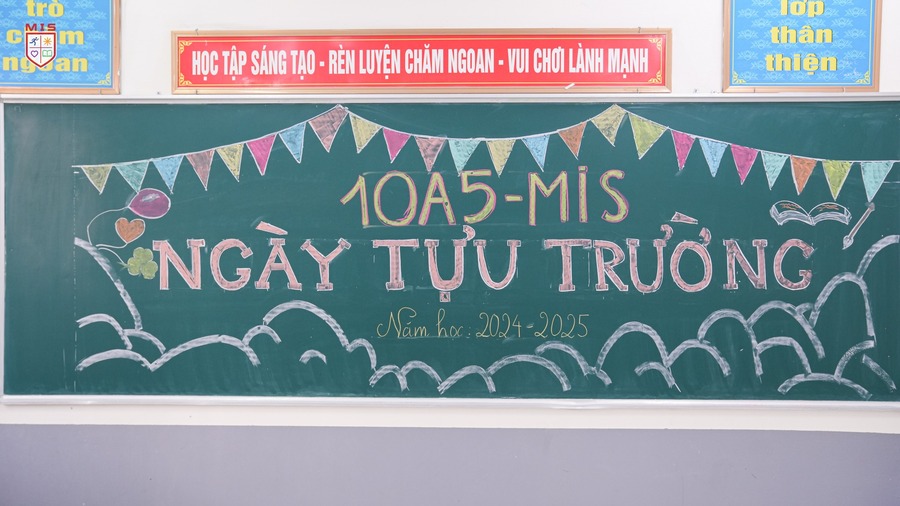 trò
chăm
ngoan
MIS
HỌC TẬP SÁNG TẠO - RÈN LUYỆN CHĂM NGOAN - VUI CHƠI LÀNH MẠNH
lớp
thân
thiện
10A5-MIS
NGÀY TỰU TRƯỜNG
Năm học: 2024-2025